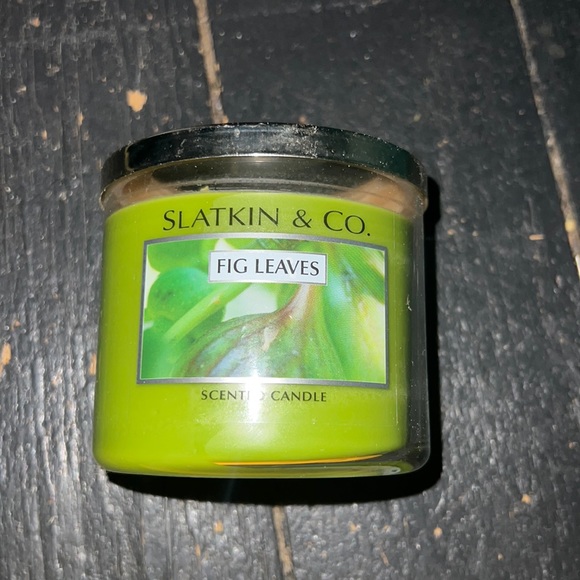 SLATKIN & CO.
FIG LEAVES
SCENTED CANDLE